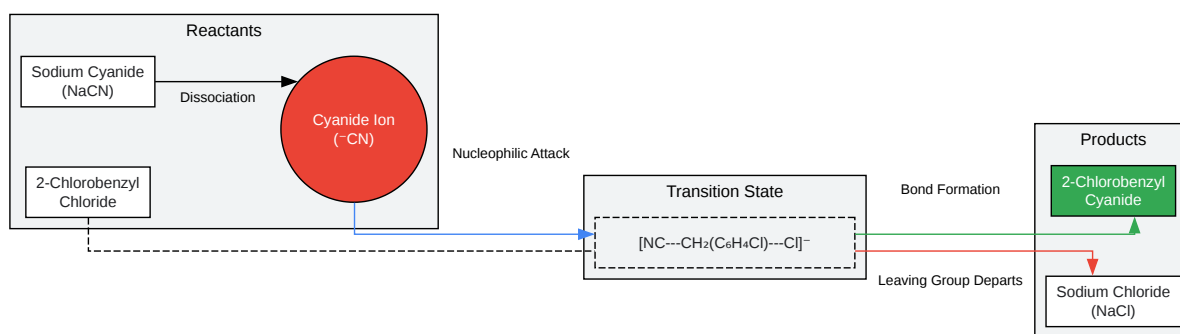 Reactants
Sodium Cyanide
(NaCN)
Dissociation
Cyanide Ion
(⁻CN)
2-Chlorobenzyl
Chloride
Nucleophilic Attack
Transition State
[NC---CH₂(C₆H₄Cl)---Cl]⁻
Bond Formation
Leaving Group Departs
Products
2-Chlorobenzyl
Cyanide
Sodium Chloride
(NaCl)